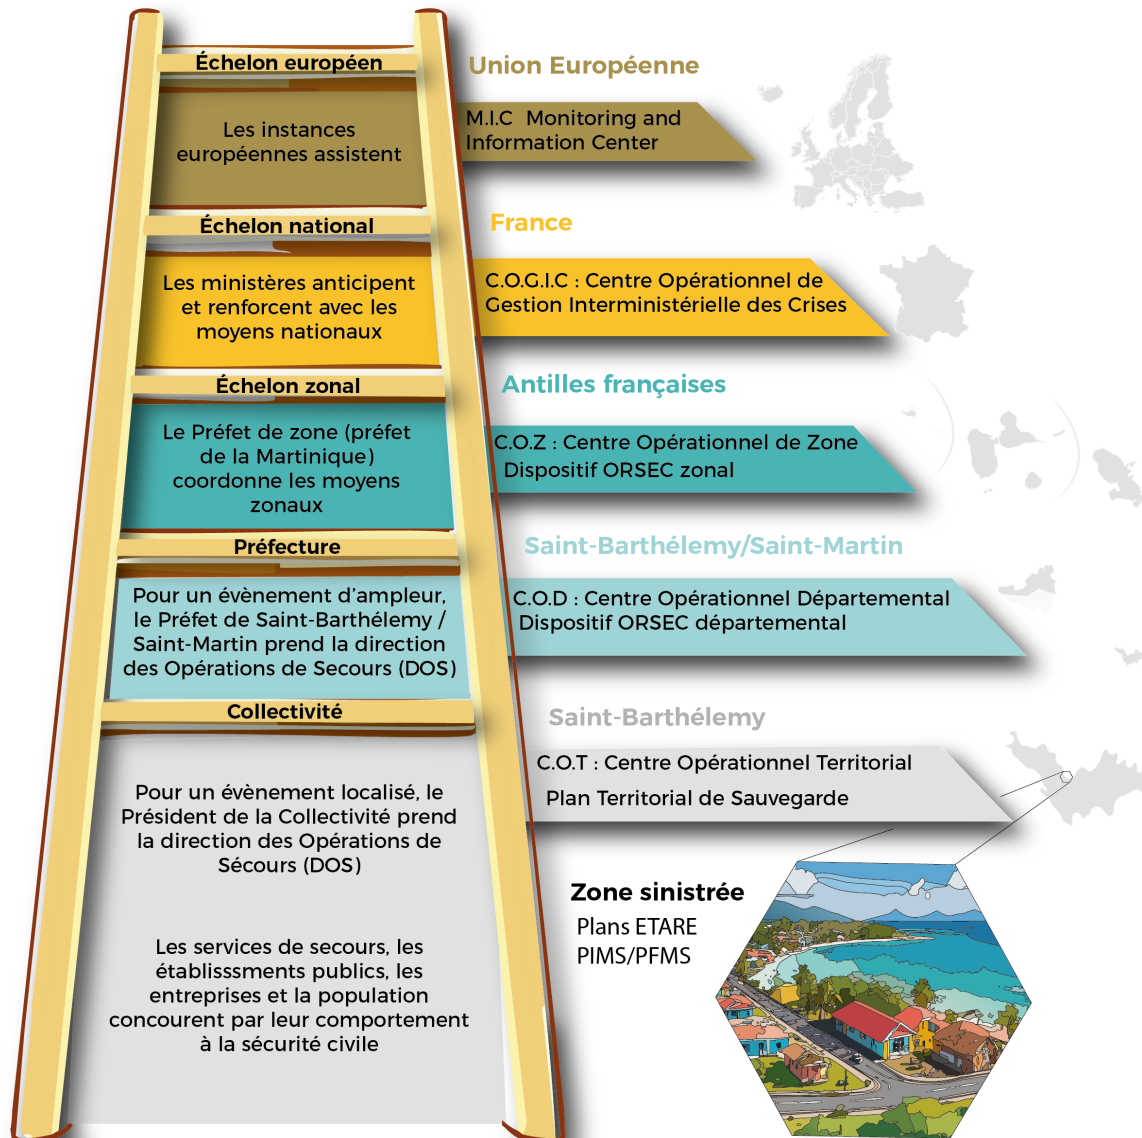 Échelon européen
Union Européenne
Les instances
européennes assistent
M.I.C Monitoring and
Information Center
Échelon national
France
Les ministères anticipent
et renforcent avec les
moyens nationaux
C.O.G.I.C : Centre Opérationnel de
Gestion Interministérielle des Crises
Échelon zonal
Antilles françaises
Le Préfet de zone (préfet
de la Martinique)
coordonne les moyens
zonaux
C.O.Z : Centre Opérationnel de Zone
Dispositif ORSEC zonal
Préfecture
Saint-Barthélemy/Saint-Martin
Pour un évènement d'ampleur,
le Préfet de Saint-Barthélemy /
Saint-Martin prend la direction
des Opérations de Secours (DOS)
C.O.D : Centre Opérationnel Départemental
Dispositif ORSEC départemental
Collectivité
Saint-Barthélemy
Pour un évènement localisé, le
Président de la Collectivité prend
la direction des Opérations de
Sécours (DOS)
C.O.T : Centre Opérationnel Territorial
Plan Territorial de Sauvegarde
Les services de secours, les
établisssments publics, les
entreprises et la population
concourent par leur comportement
à la sécurité civile
Zone sinistrée
Plans ETARE
PIMS/PFMS